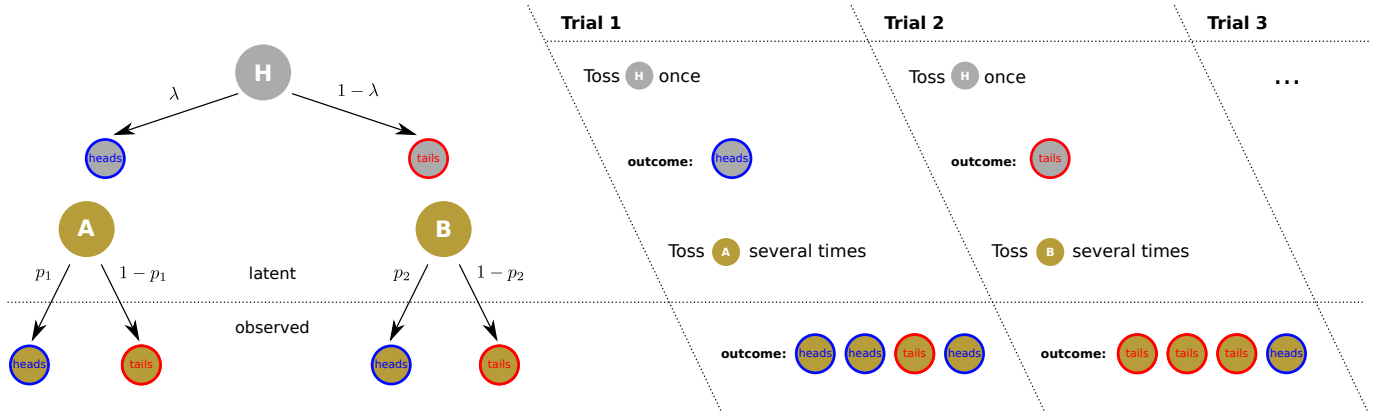 Trial 1 Trial 2 Trial 3
H
λ 1 − λ
Toss H once Toss H once ...
heads tails
outcome: heads outcome: tails
A B
Toss A several times Toss B several times
p₁ 1 − p₁ latent p₂ 1 − p₂
observed
heads tails heads tails
outcome: heads heads tails heads outcome: tails tails tails heads